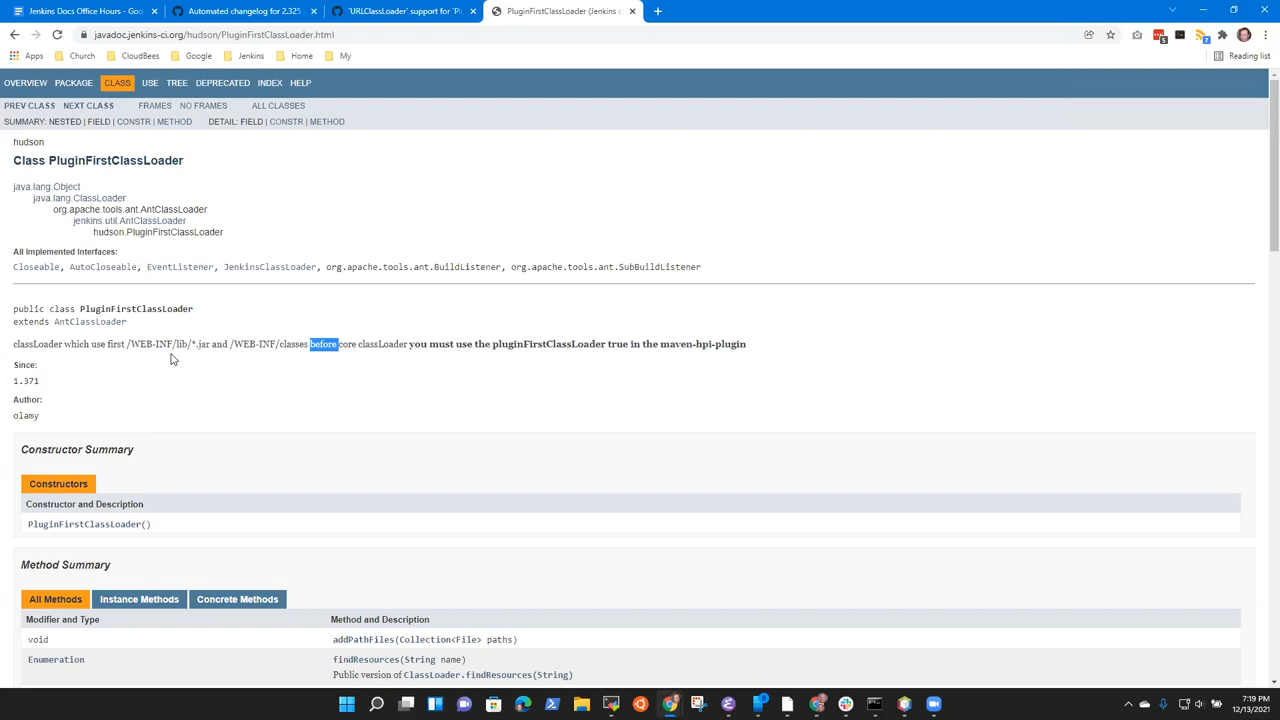 Jenkins Docs Office Hours - Goo
Automated changelog for 2.325
'URLClassLoader' support for 'Pl
PluginFirstClassLoader (Jenkins c
javadoc.jenkins-ci.org/hudson/PluginFirstClassLoader.html
Apps Church CloudBees Google Jenkins Home My Reading list
OVERVIEW PACKAGE CLASS USE TREE DEPRECATED INDEX HELP
PREV CLASS NEXT CLASS FRAMES NO FRAMES ALL CLASSES
SUMMARY: NESTED | FIELD | CONSTR | METHOD DETAIL: FIELD | CONSTR | METHOD
hudson
Class PluginFirstClassLoader
java.lang.Object
java.lang.ClassLoader
org.apache.tools.ant.AntClassLoader
jenkins.util.AntClassLoader
hudson.PluginFirstClassLoader
All Implemented Interfaces:
Closeable, AutoCloseable, EventListener, JenkinsClassLoader, org.apache.tools.ant.BuildListener, org.apache.tools.ant.SubBuildListener
public class PluginFirstClassLoader
extends AntClassLoader
classLoader which use first /WEB-INF/lib/*.jar and /WEB-INF/classes before core classLoader you must use the pluginFirstClassLoader true in the maven-hpi-plugin
Since:
1.371
Author:
olamy
Constructor Summary
Constructors
Constructor and Description
PluginFirstClassLoader()
Method Summary
All Methods Instance Methods Concrete Methods
Modifier and Type Method and Description
void addPathFiles(Collection<File> paths)
Enumeration findResources(String name)
Public version of ClassLoader.findResources(String)
7:19 PM
12/13/2021